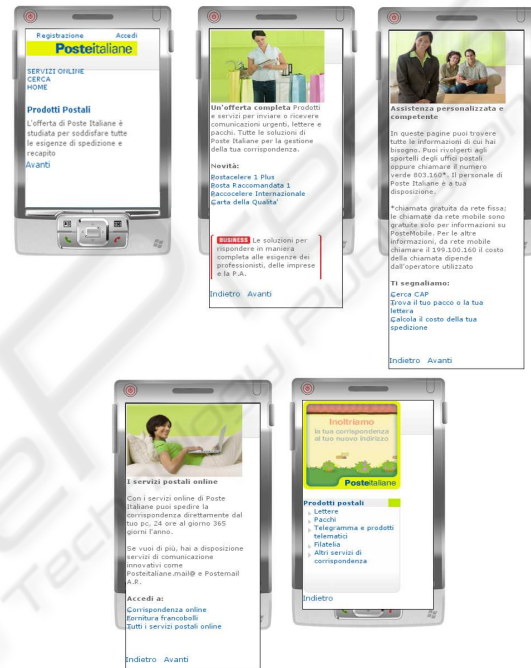 Registrazione Accedi
Posteitaliane
SERVIZI ONLINE
CERCA
HOME
Prodotti Postali
L'offerta di Poste Italiane è
studiata per soddisfare tutte
le esigenze di spedizione e
recapito
Avanti
Un'offerta completa Prodotti
e servizi per inviare o ricevere
comunicazioni urgenti, lettere e
pacchi. Tutte le soluzioni di
Poste Italiane per la gestione
della tua corrispondenza.
Novità:
Postacelere 1 Plus
Posta Raccomandata 1
Paccocelere Internazionale
Carta della Qualita'
BUSINESS Le soluzioni per
rispondere in maniera
completa alle esigenze dei
professionisti, delle imprese
e la P.A.
Indietro Avanti
Assistenza personalizzata e
competente
In queste pagine puoi trovere
tutte le informazioni di cui hai
bisogno. Puoi rivolgerti agli
sportelli degli uffici postali
oppure chiamare il numero
verde 803.160*. Il personale di
Poste Italiane è a tua
disposizione.
*chiamata gratuita da rete fissa;
le chiamate da rete mobile sono
gratuite solo per informazioni su
PosteMobile. Per le altre
informazioni, da rete mobile
chiamare il 199.100.160 il costo
della chiamata dipende
dall'operatore utilizzato
Ti segnaliamo:
Cerca CAP
Trova il tuo pacco o la tua
lettera
Calcola il costo della tua
spedizione
Indietro Avanti
I servizi postali online
Con i servizi online di Poste
Italiane puoi spedire la
corrispondenza direttamente dal
tuo pc, 24 ore al giorno 365
giorni l'anno.
Se vuoi di più, hai a disposizione
servizi di comunicazione
innovativi come
Posteitaliane.mail@ e Postemail
A.R.
Accedi a:
Corrispondenza online
Fornitura francobolli
Tutti i servizi postali online
Indietro Avanti
Inoltriamo
la tua corrispondenza
al tuo nuovo indirizzo
Posteitaliane
Prodotti postali
Lettere
Pacchi
Telegramma e prodotti
telematici
Filatelia
Altri servizi di
corrispondenza
Indietro